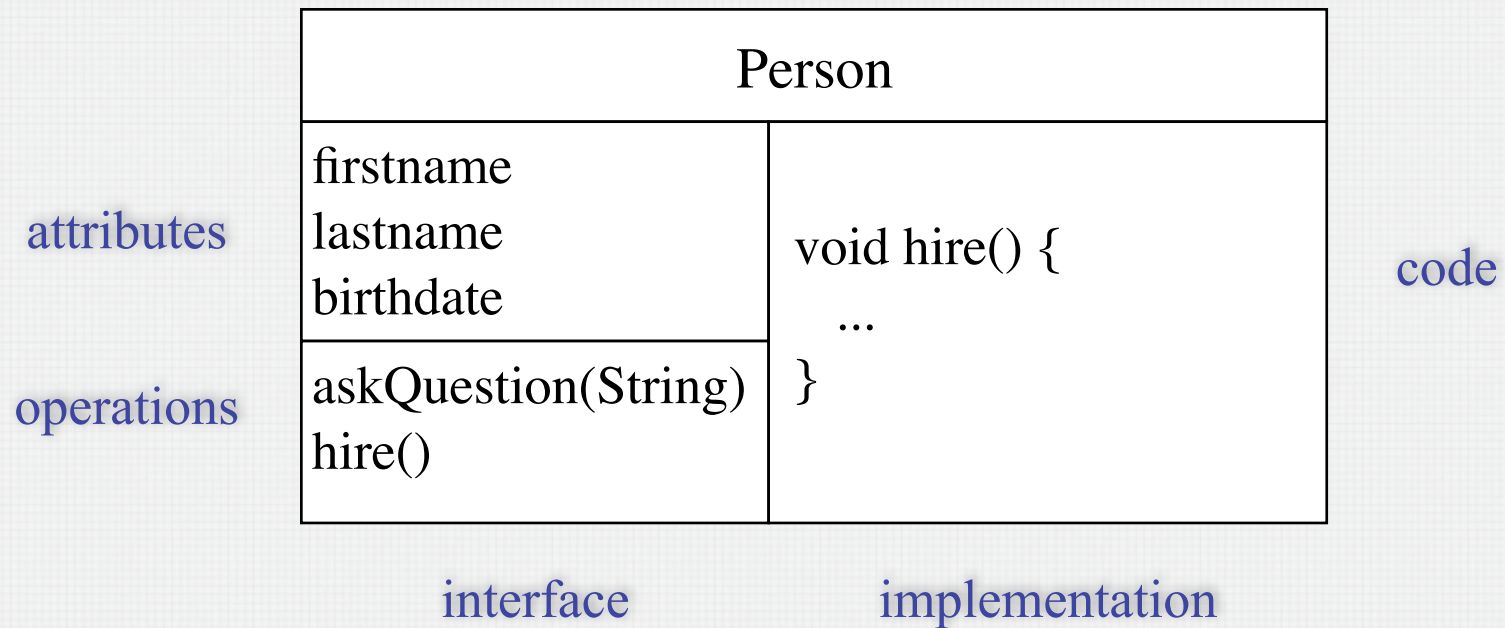 Person
attributes
firstname
lastname
birthdate
operations
askQuestion(String)
hire()
void hire() {
...
}
code
interface
implementation